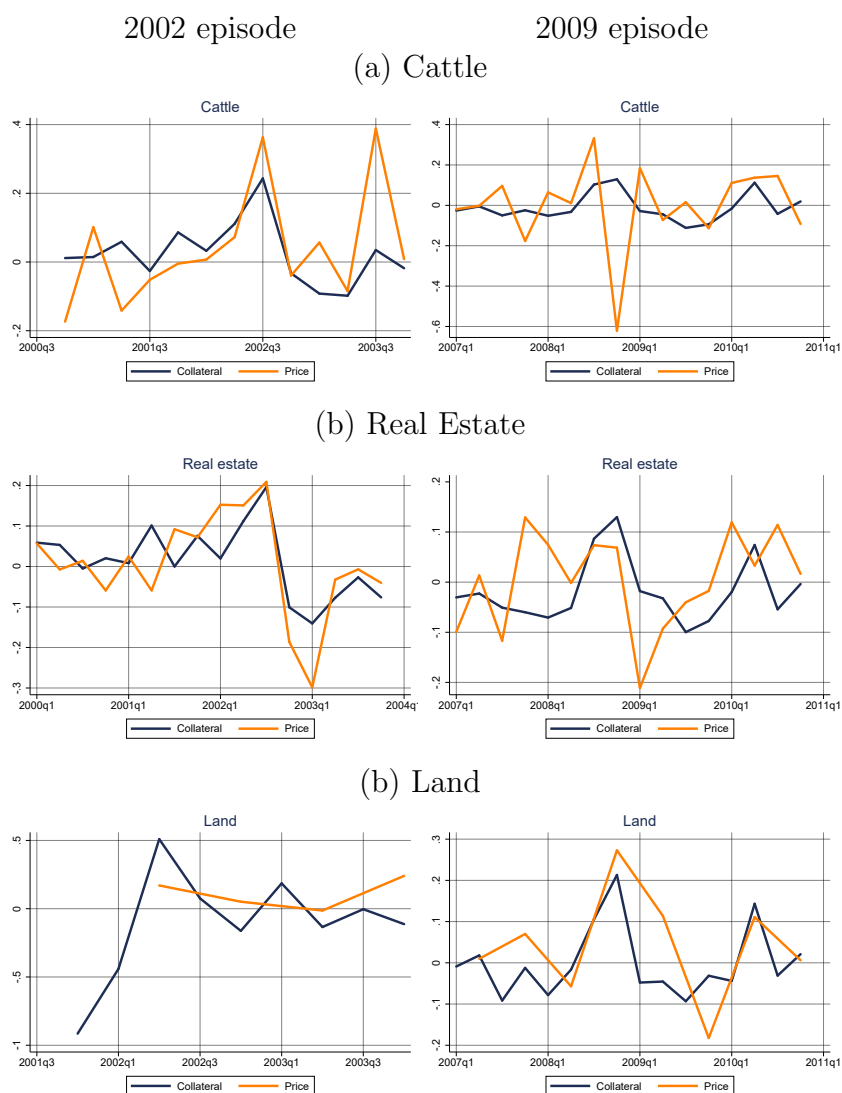 2002 episode 2009 episode
(a) Cattle
Cattle Cattle
.4 .4
.2 .2
0 0
-.2 -.2
-.4
-.6
2000q3 2001q3 2002q3 2003q3 2007q1 2008q1 2009q1 2010q1 2011q1
Collateral Price Collateral Price
(b) Real Estate
Real estate Real estate
.2 .2
.1 .1
0 0
-.1 -.1
-.2 -.2
-.3
2000q1 2001q1 2002q1 2003q1 2004q 2007q1 2008q1 2009q1 2010q1 2011q1
Collateral Price Collateral Price
(b) Land
Land Land
.5 .3
0 .2
-.5 .1
-1 0
-.1
-.2
2001q3 2002q1 2002q3 2003q1 2003q3 2007q1 2008q1 2009q1 2010q1 2011q1
Collateral Price Collateral Price